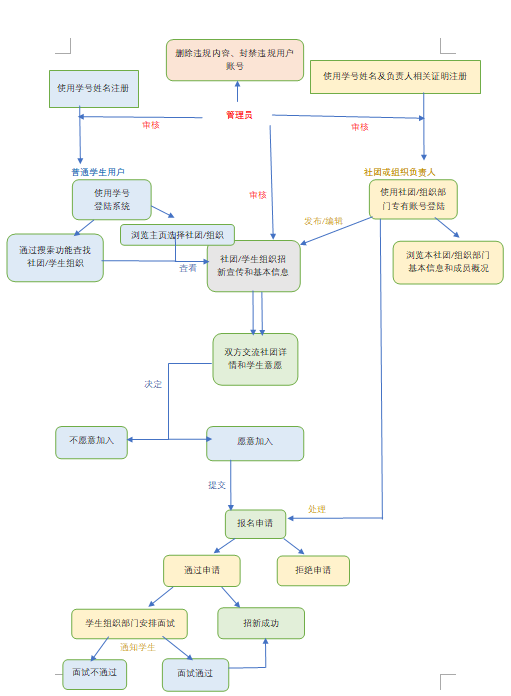 删除违规内容、封禁违规用户
账号
使用学号姓名及负责人相关证明注册
使用学号姓名注册
管理员
审核
审核
普通学生用户
社团或组织负责人
使用学号
登陆系统
使用社团/组织部
门专有账号登陆
审核
发布/编辑
浏览主页选择社团/组织
通过搜索功能查找
社团/学生组织
查看
社团/学生组织招
新宣传和基本信息
浏览本社团/组织部门
基本信息和成员概况
双方交流社团详
情和学生意愿
决定
不愿意加入
愿意加入
提交
处理
报名申请
通过申请
拒绝申请
学生组织部门安排面试
招新成功
通知学生
面试不通过
面试通过